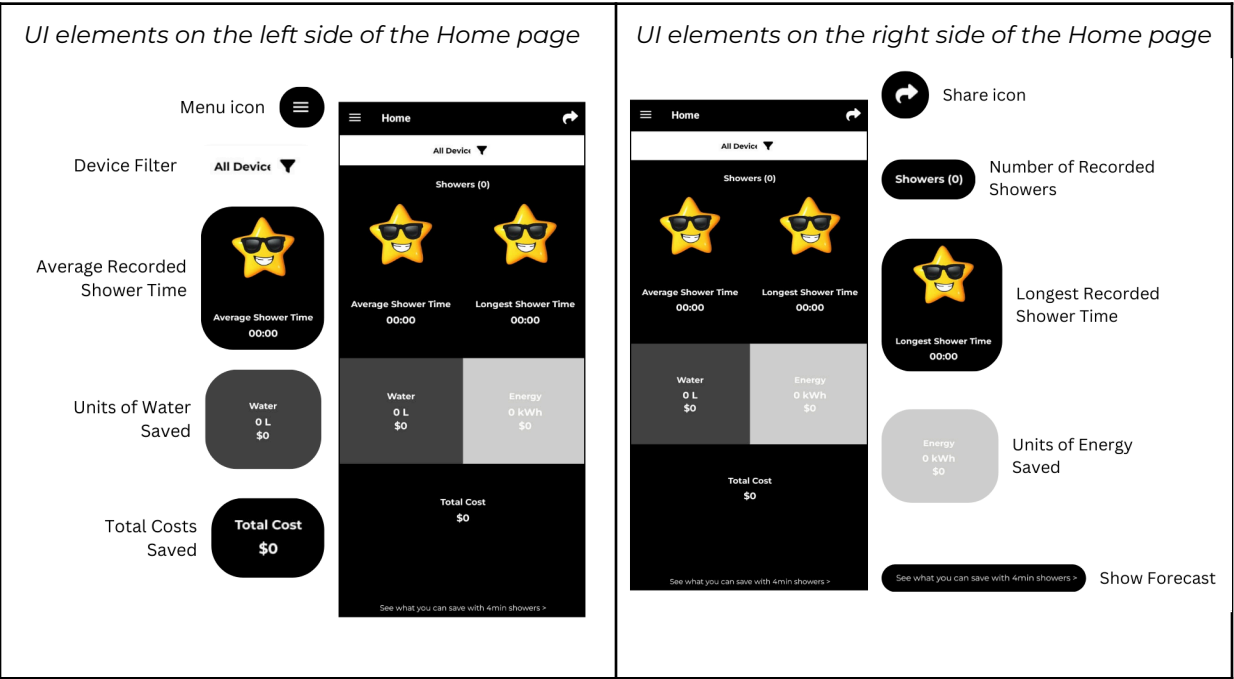 UI elements on the left side of the Home page
Menu icon
Device Filter
All Device
Average Recorded
Shower Time
Average Shower Time
00:00
Units of Water
Saved
Water
0 L
$0
Total Costs
Saved
Total Cost
$0
Home
All Device
Showers (0)
Average Shower Time
00:00
Longest Shower Time
00:00
Water
0 L
$0
Energy
0 kWh
$0
Total Cost
$0
See what you can save with 4min showers >
UI elements on the right side of the Home page
Home
All Device
Showers (0)
Average Shower Time
00:00
Longest Shower Time
00:00
Water
0 L
$0
Energy
0 kWh
$0
Total Cost
$0
See what you can save with 4min showers >
Share icon
Showers (0)
Number of Recorded
Showers
Longest Shower Time
00:00
Longest Recorded
Shower Time
Energy
0 kWh
$0
Units of Energy
Saved
See what you can save with 4min showers >
Show Forecast